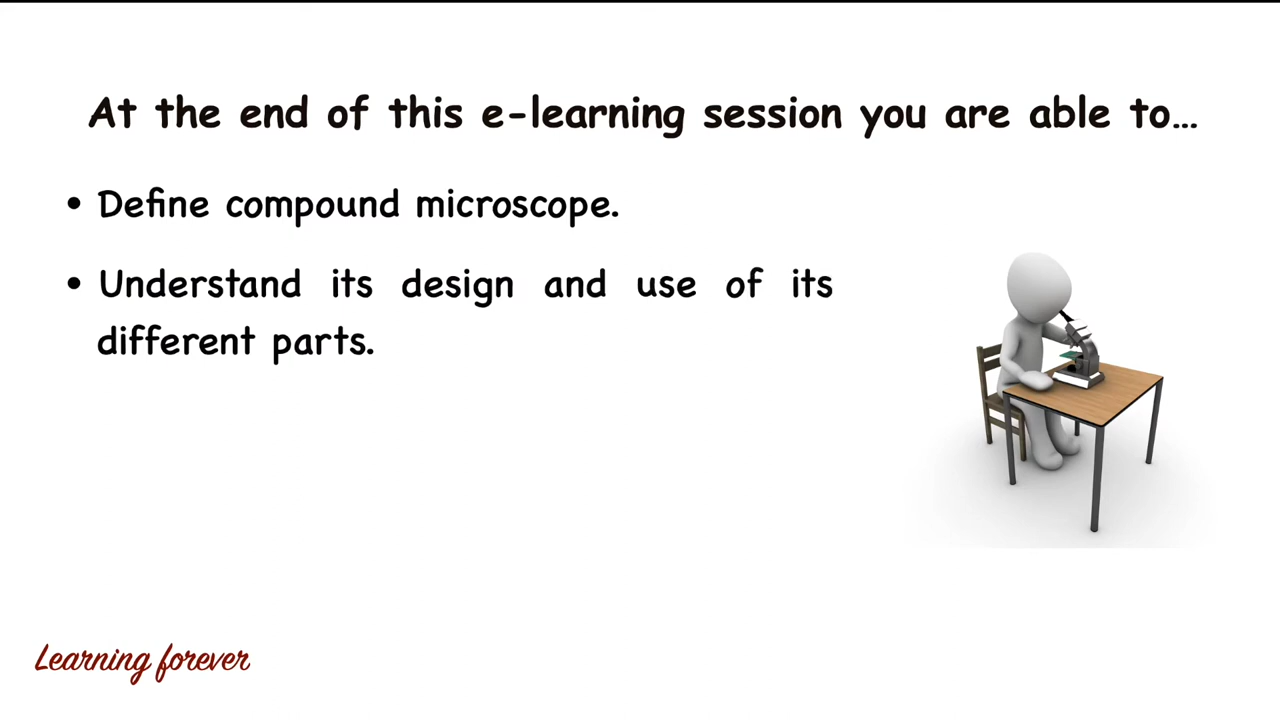 At the end of this e-learning session you are able to...
• Define compound microscope.
• Understand its design and use of its
different parts.
Learning forever